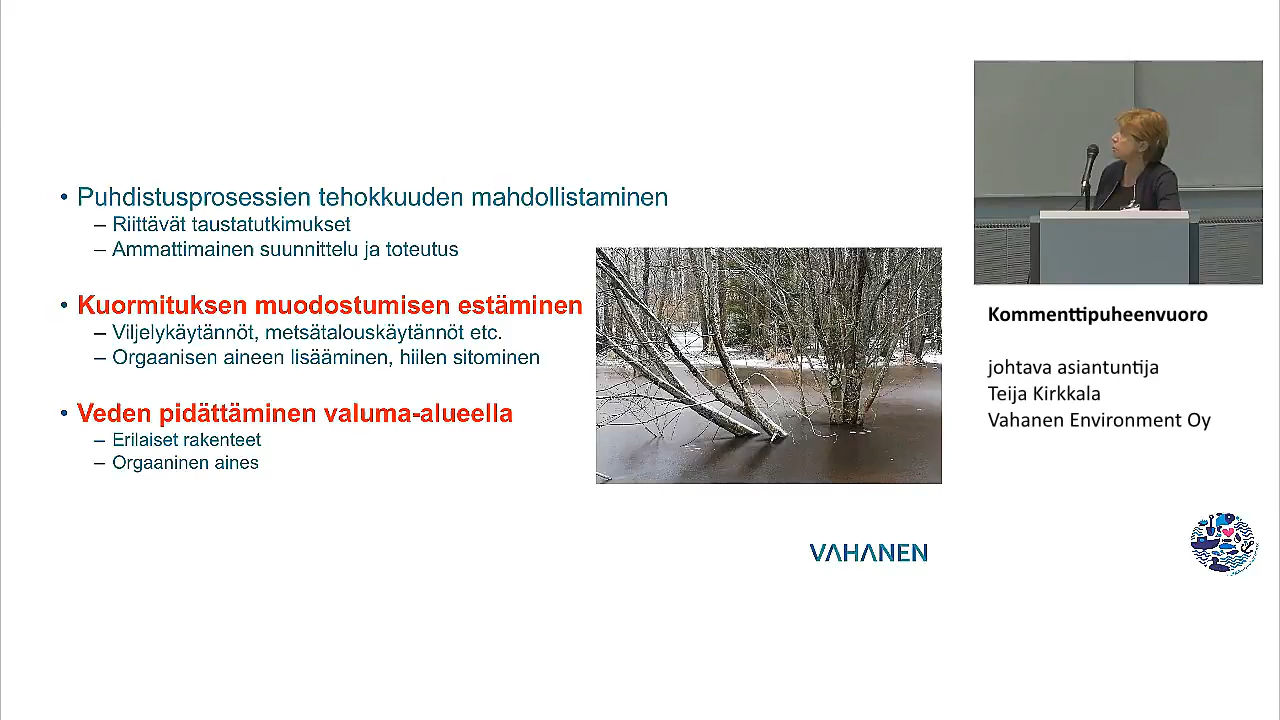 • Puhdistusprosessien tehokkuuden mahdollistaminen
– Riittävät taustatutkimukset
– Ammattimainen suunnittelu ja toteutus
• Kuormituksen muodostumisen estäminen
– Viljelykäytännöt, metsätalouskäytännöt etc.
– Orgaanisen aineen lisääminen, hiilen sitominen
• Veden pidättäminen valuma-alueella
– Erilaiset rakenteet
– Orgaaninen aines
VAHANEN
Kommenttipuheenvuoro
johtava asiantuntija
Teija Kirkkala
Vahanen Environment Oy